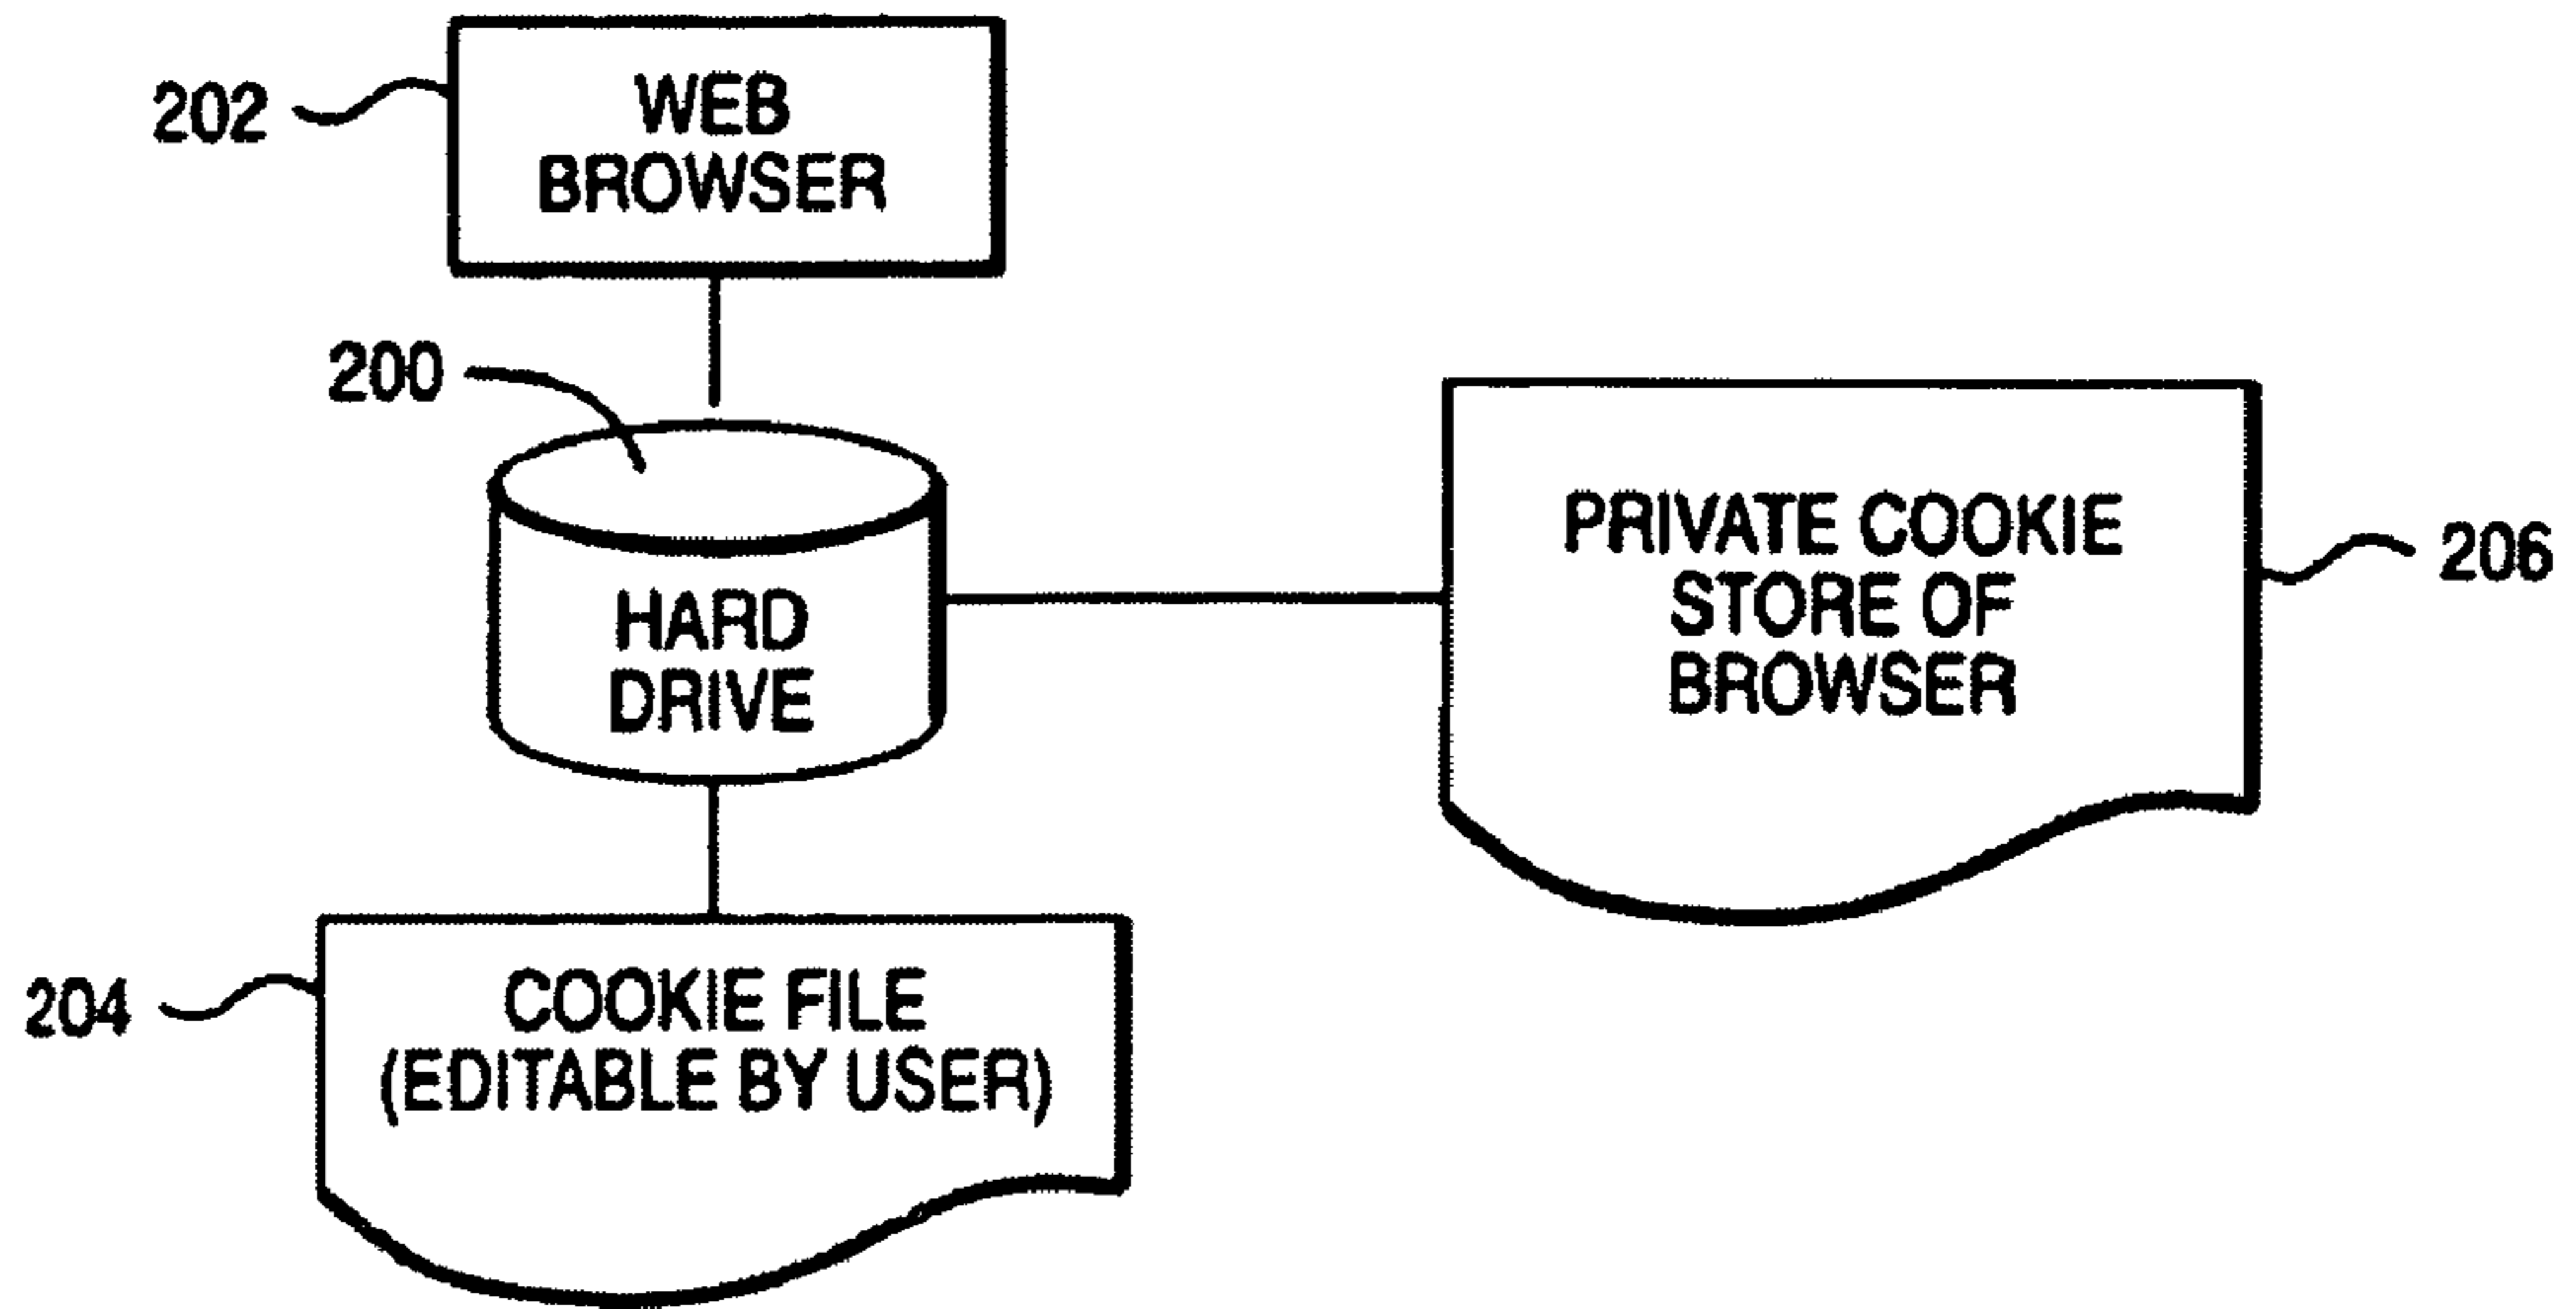 202
WEB
BROWSER
200
HARD
DRIVE
PRIVATE COOKIE
STORE OF
BROWSER
206
204
COOKIE FILE
(EDITABLE BY USER)